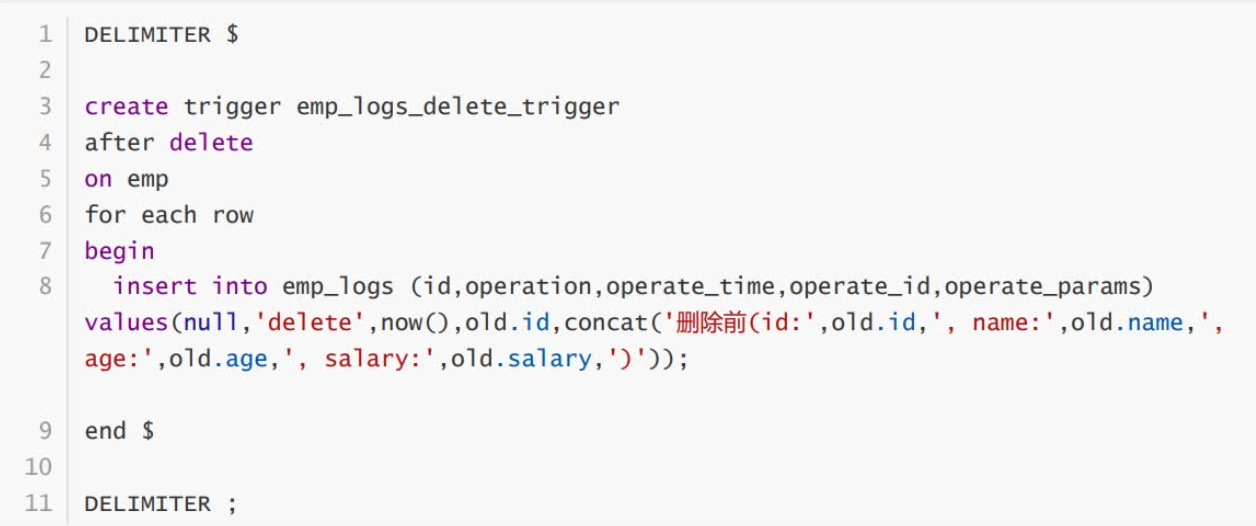 1 DELIMITER $
2
3 create trigger emp_logs_delete_trigger
4 after delete
5 on emp
6 for each row
7 begin
8   insert into emp_logs (id,operation,operate_time,operate_id,operate_params)
values(null,'delete',now(),old.id,concat('删除前(id:',old.id,', name:',old.name,',
age:',old.age,', salary:',old.salary,')'));
9 end $
10
11 DELIMITER ;